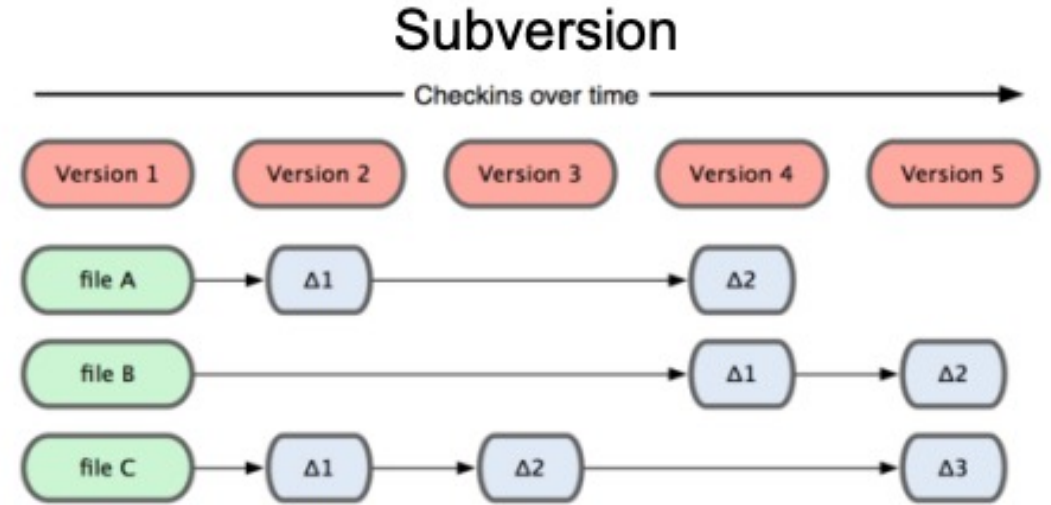 Subversion
Checkins over time
Version 1 Version 2 Version 3 Version 4 Version 5
file A Δ1 Δ2
file B Δ1 Δ2
file C Δ1 Δ2 Δ3